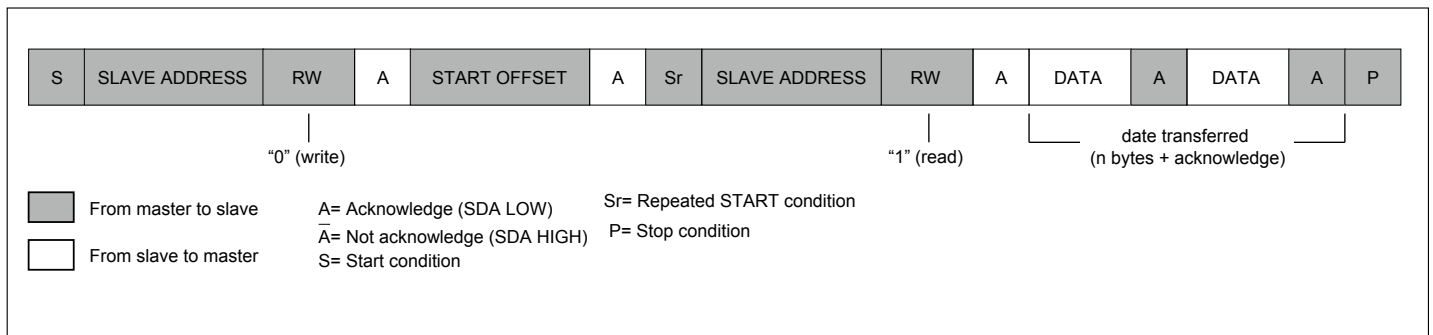 S SLAVE ADDRESS RW A START OFFSET A Sr SLAVE ADDRESS RW A DATA A DATA A P
“0” (write)
“1” (read)
date transferred
(n bytes + acknowledge)
From master to slave
From slave to master
A= Acknowledge (SDA LOW)
A̅= Not acknowledge (SDA HIGH)
S= Start condition
Sr= Repeated START condition
P= Stop condition